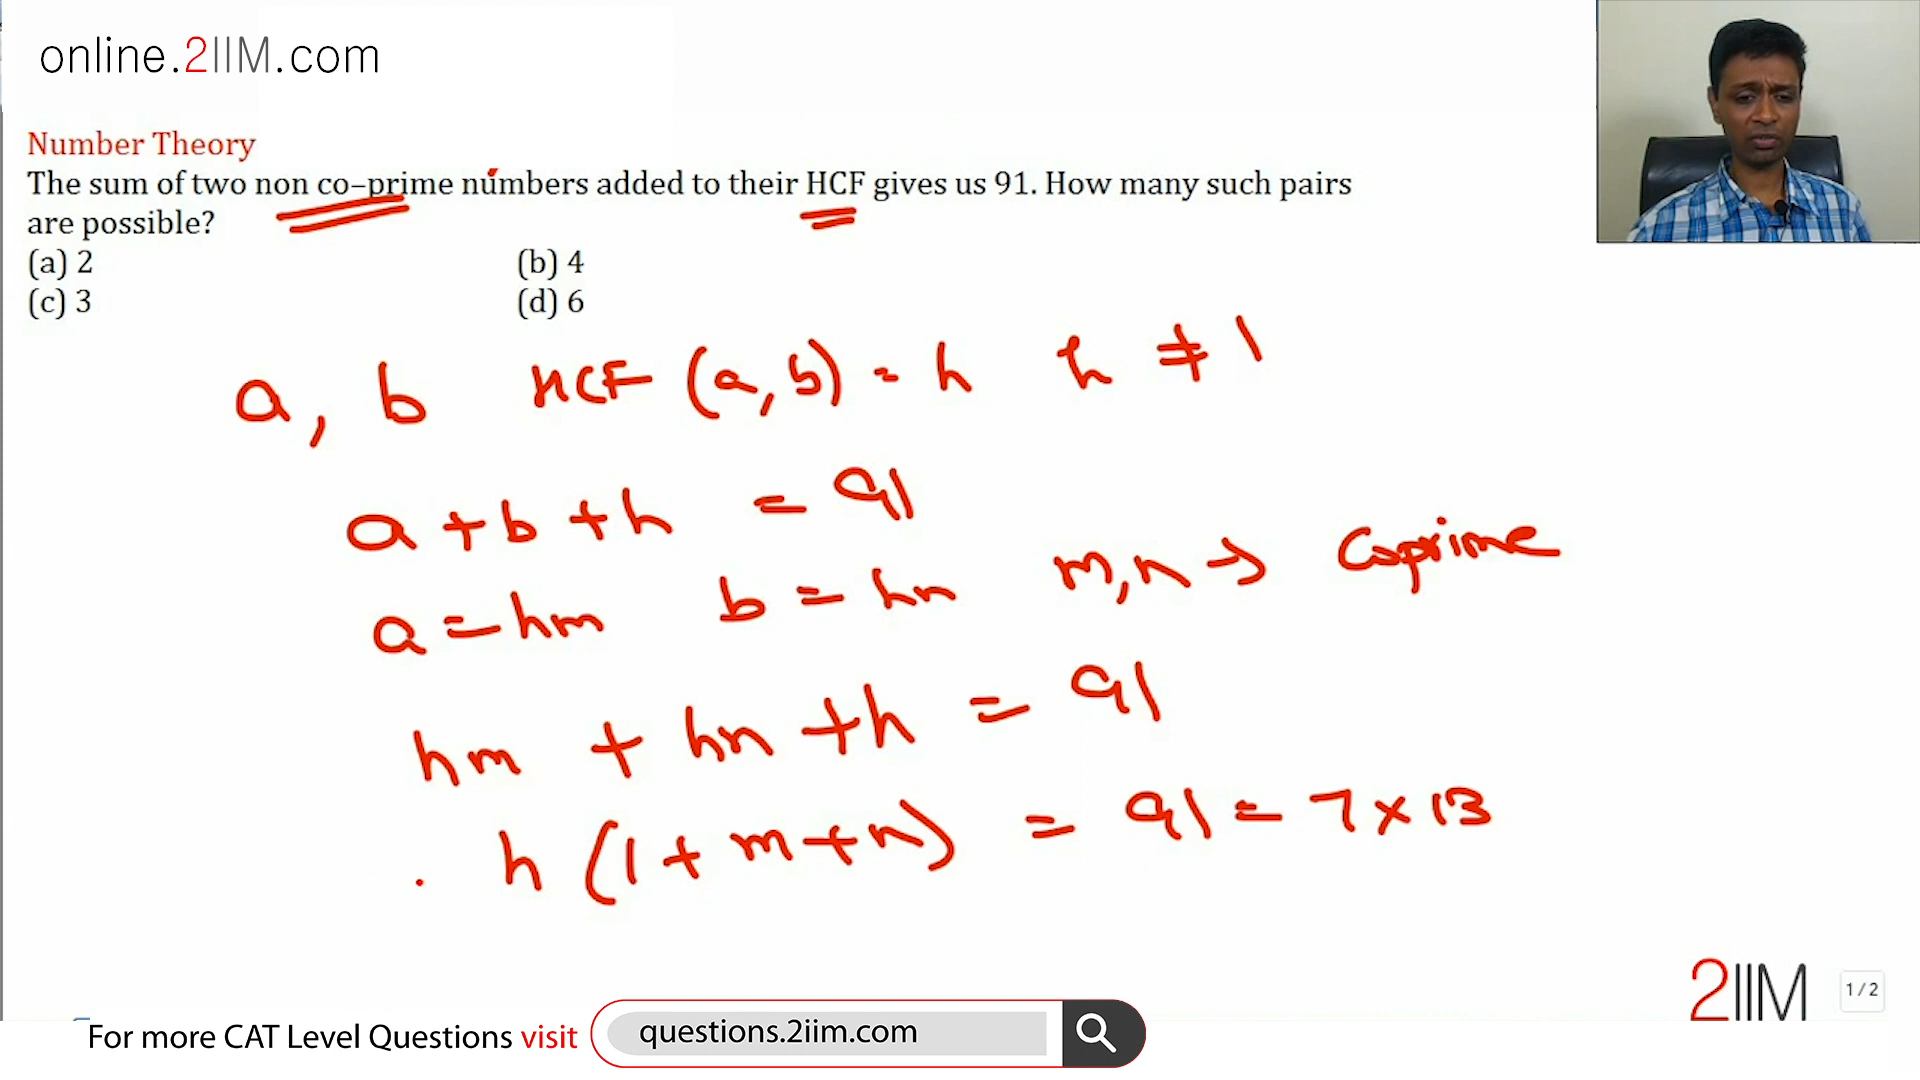 online.2IIM.com
Number Theory
The sum of two non co–prime numbers added to their HCF gives us 91. How many such pairs
are possible?
(a) 2 (b) 4
(c) 3 (d) 6
a, b HCF (a, b) = h h ≠ 1
a + b + h = 91
a = hm b = hn m, n → Coprime
hm + hn + h = 91
h (1 + m + n) = 91 = 7 × 13
2IIM 1 / 2
For more CAT Level Questions visit questions.2iim.com